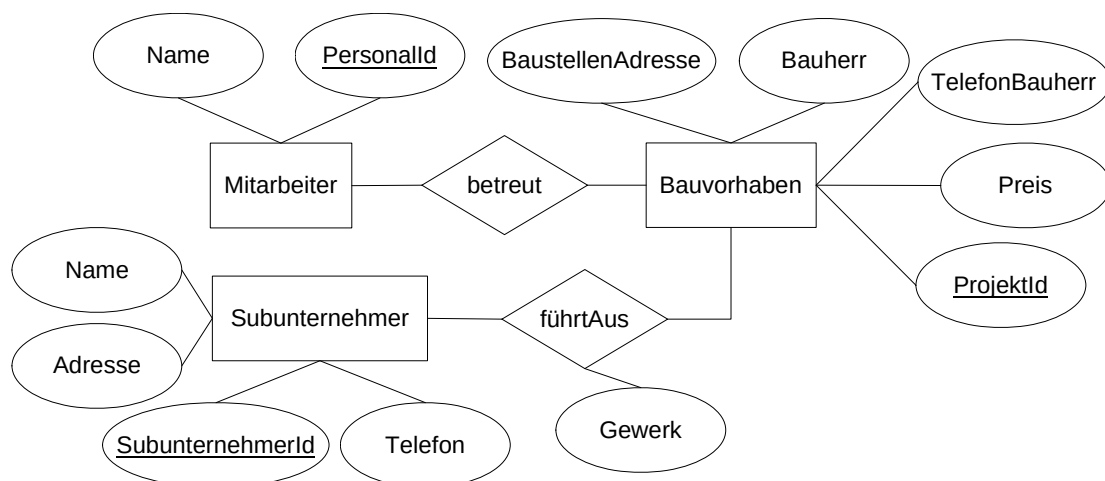 Name
PersonalId
BaustellenAdresse
Bauherr
TelefonBauherr
Mitarbeiter
betreut
Bauvorhaben
Preis
Name
ProjektId
Subunternehmer
führtAus
Adresse
SubunternehmerId
Telefon
Gewerk